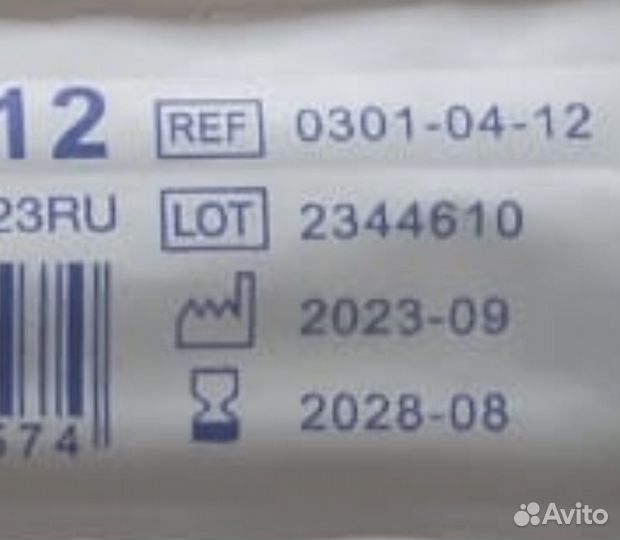 12 REF 0301-04-12
23RU LOT 2344610
2023-09
574 2028-08
Avito